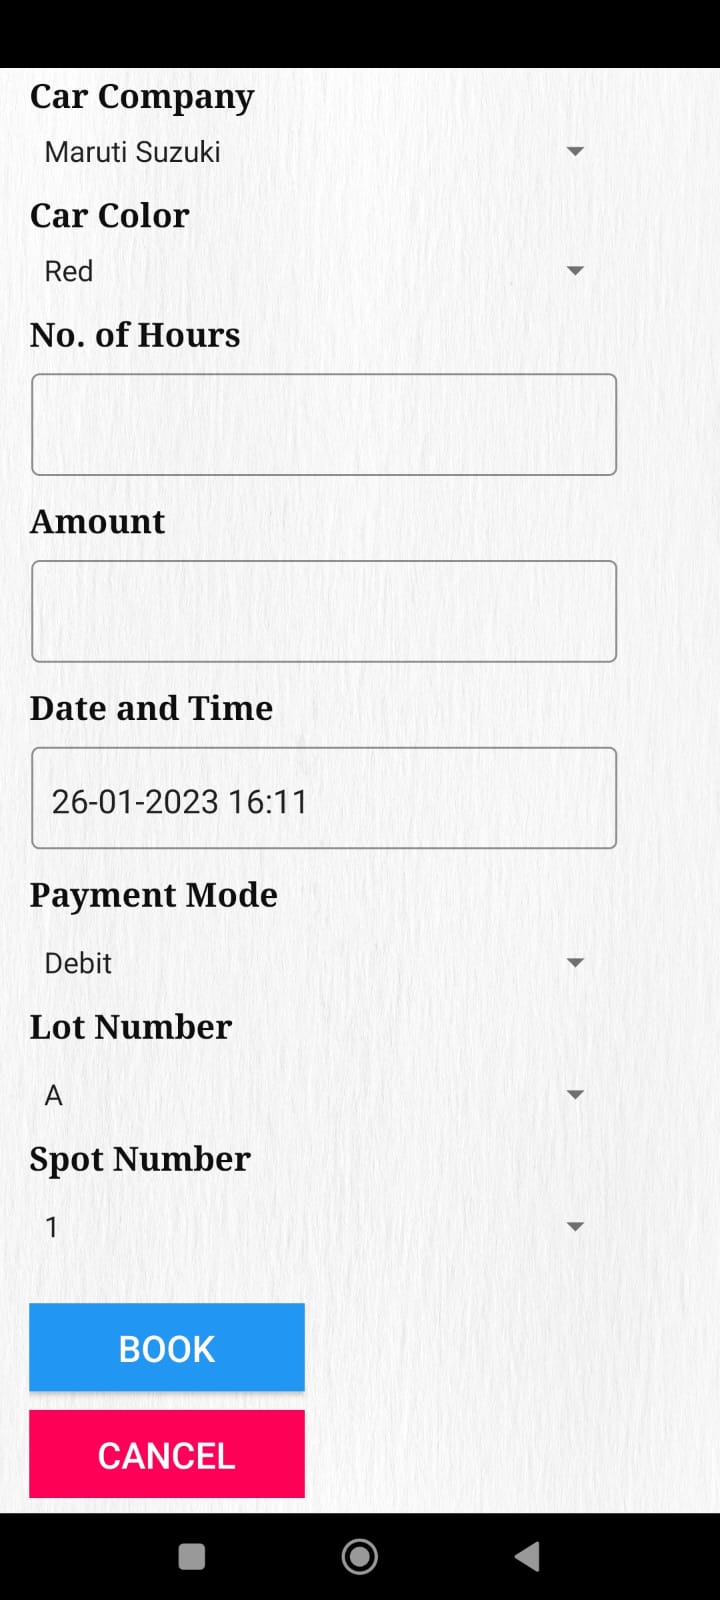 Car Company
Maruti Suzuki
Car Color
Red
No. of Hours
Amount
Date and Time
26-01-2023 16:11
Payment Mode
Debit
Lot Number
A
Spot Number
1
BOOK
CANCEL